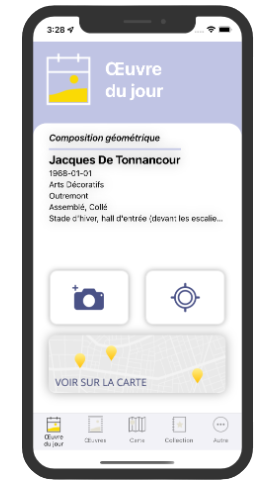 3:28
Œuvre
du jour
Composition géométrique
Jacques De Tonnancour
1968-01-01
Arts Décoratifs
Outremont
Assemblé, Collé
Stade d'hiver, hall d'entrée (devant les escalie...
VOIR SUR LA CARTE
Œuvre
du jour
Œuvres
Carte
Collection
Autre